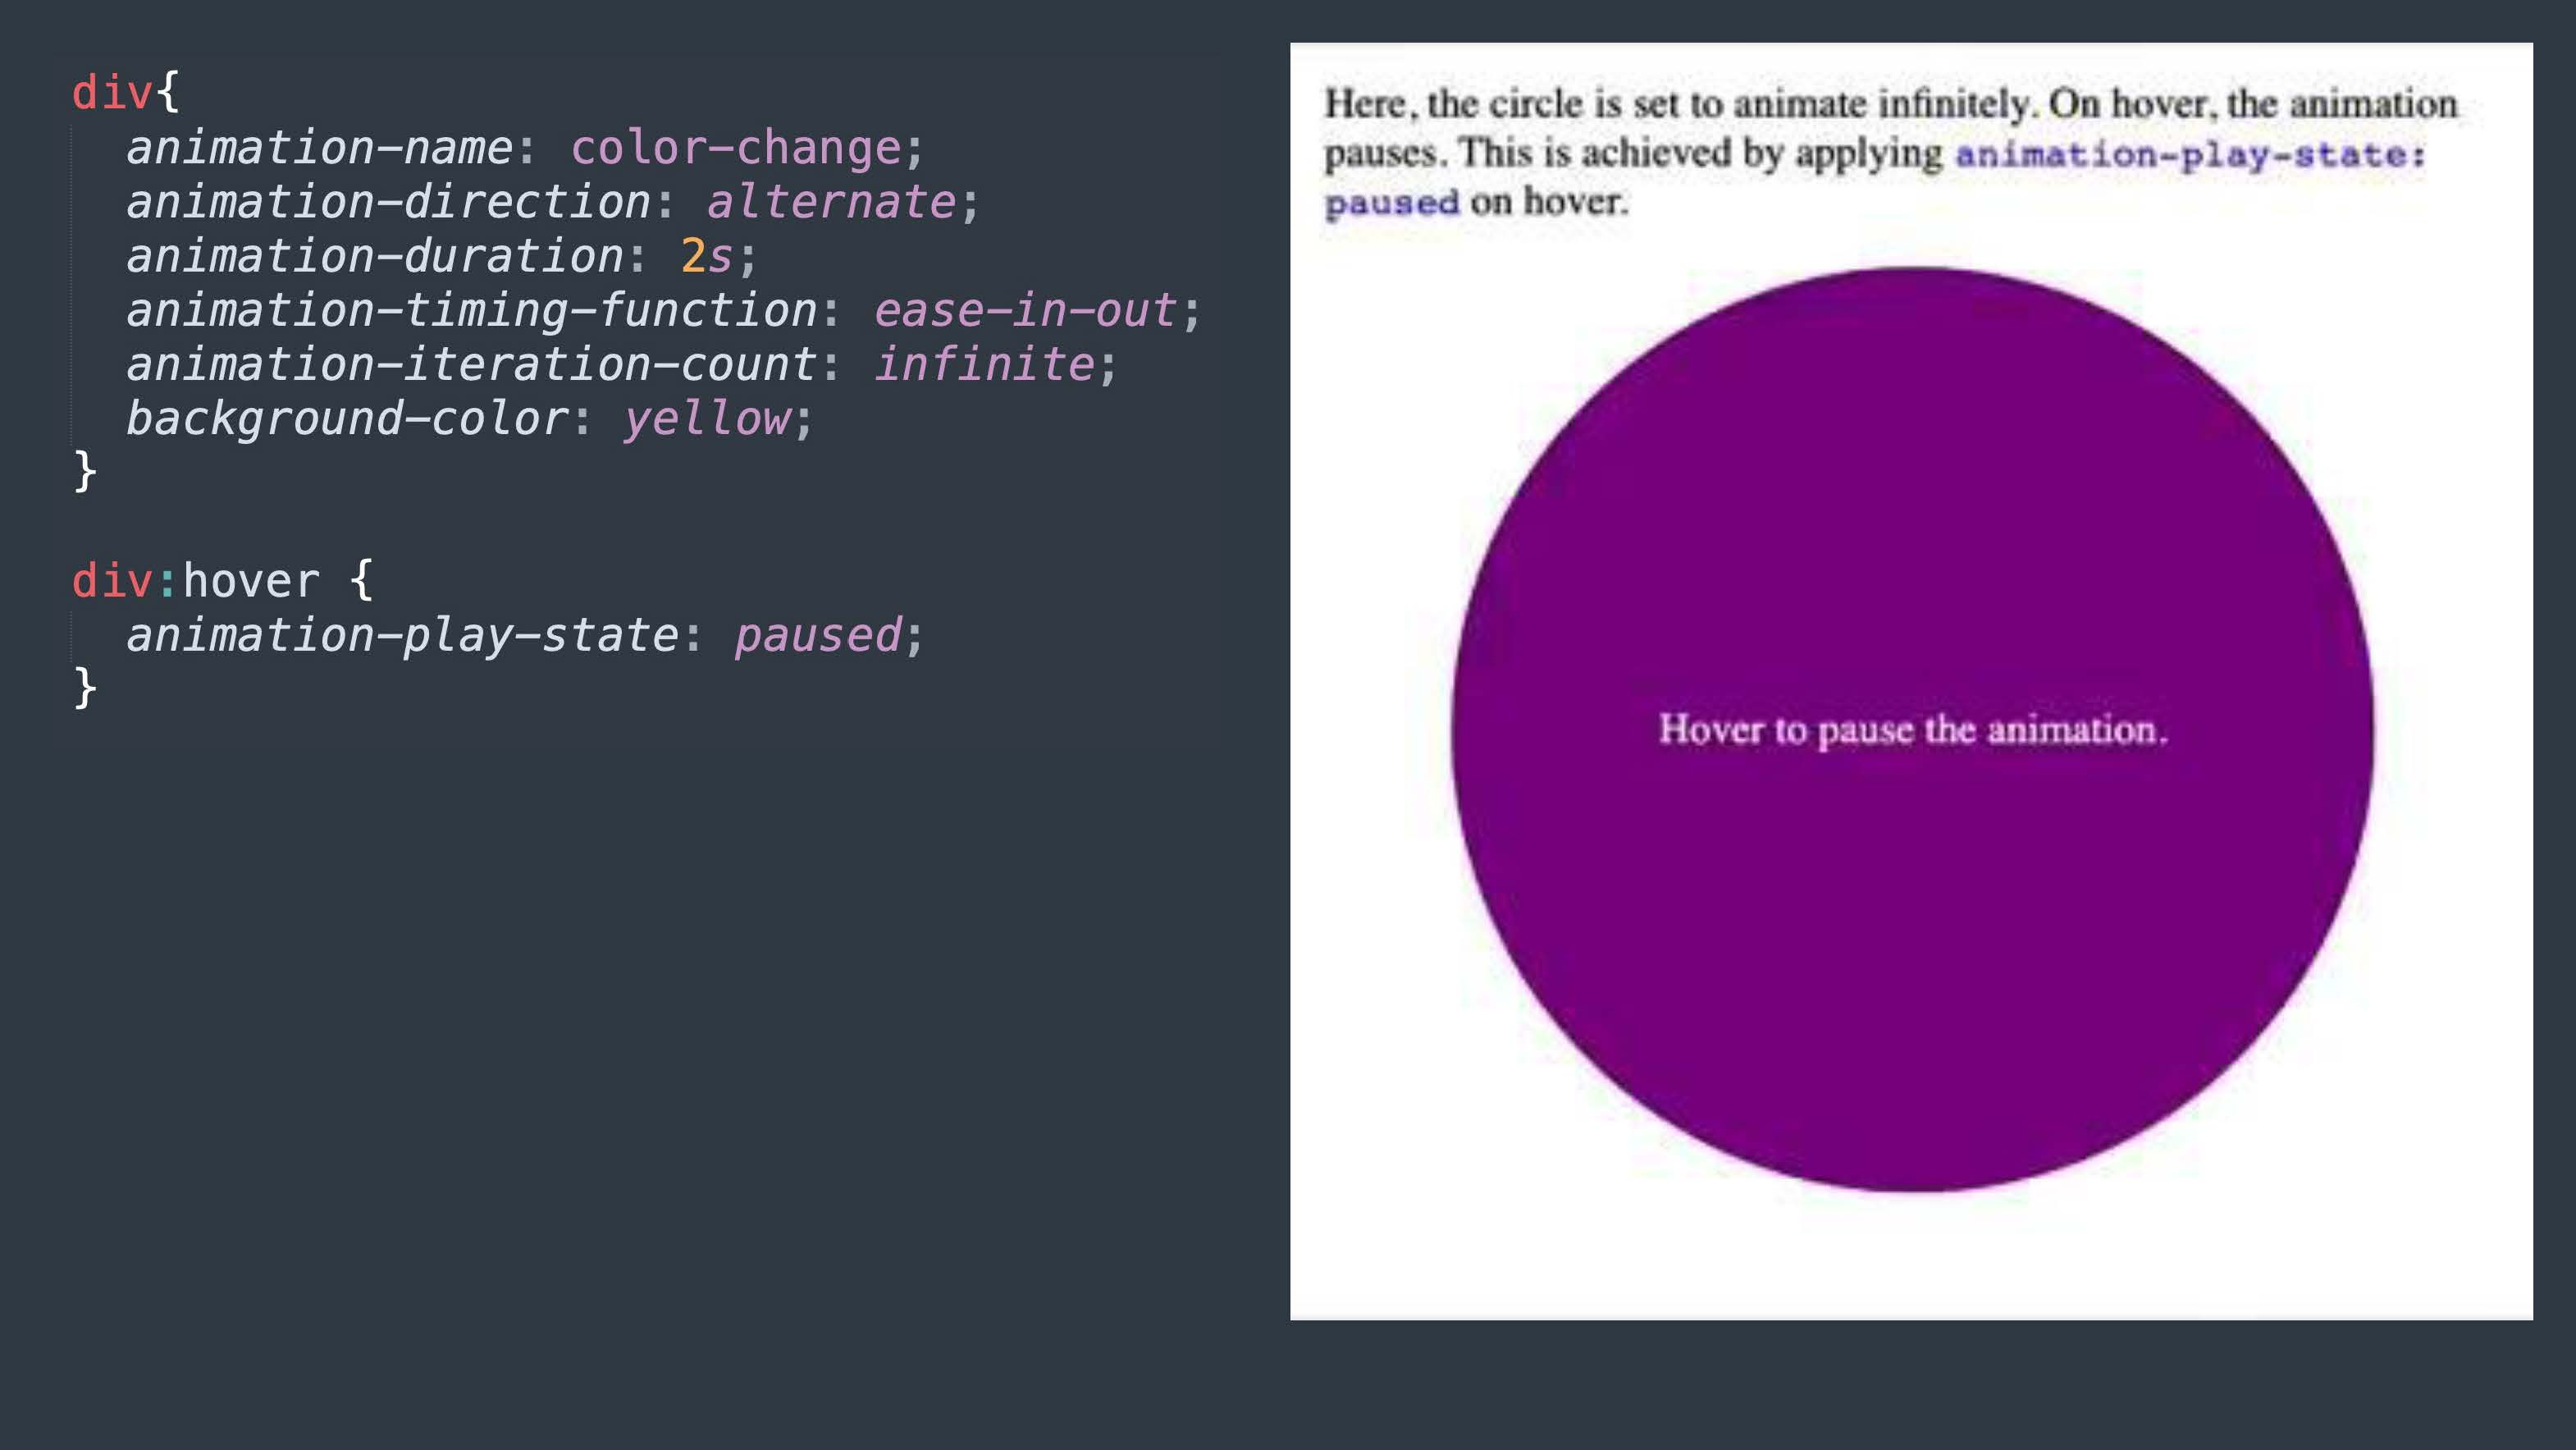 div{
animation-name: color-change;
animation-direction: alternate;
animation-duration: 2s;
animation-timing-function: ease-in-out;
animation-iteration-count: infinite;
background-color: yellow;
}
div:hover {
animation-play-state: paused;
}
Here, the circle is set to animate infinitely. On hover, the animation
pauses. This is achieved by applying animation-play-state:
paused on hover.
Hover to pause the animation.